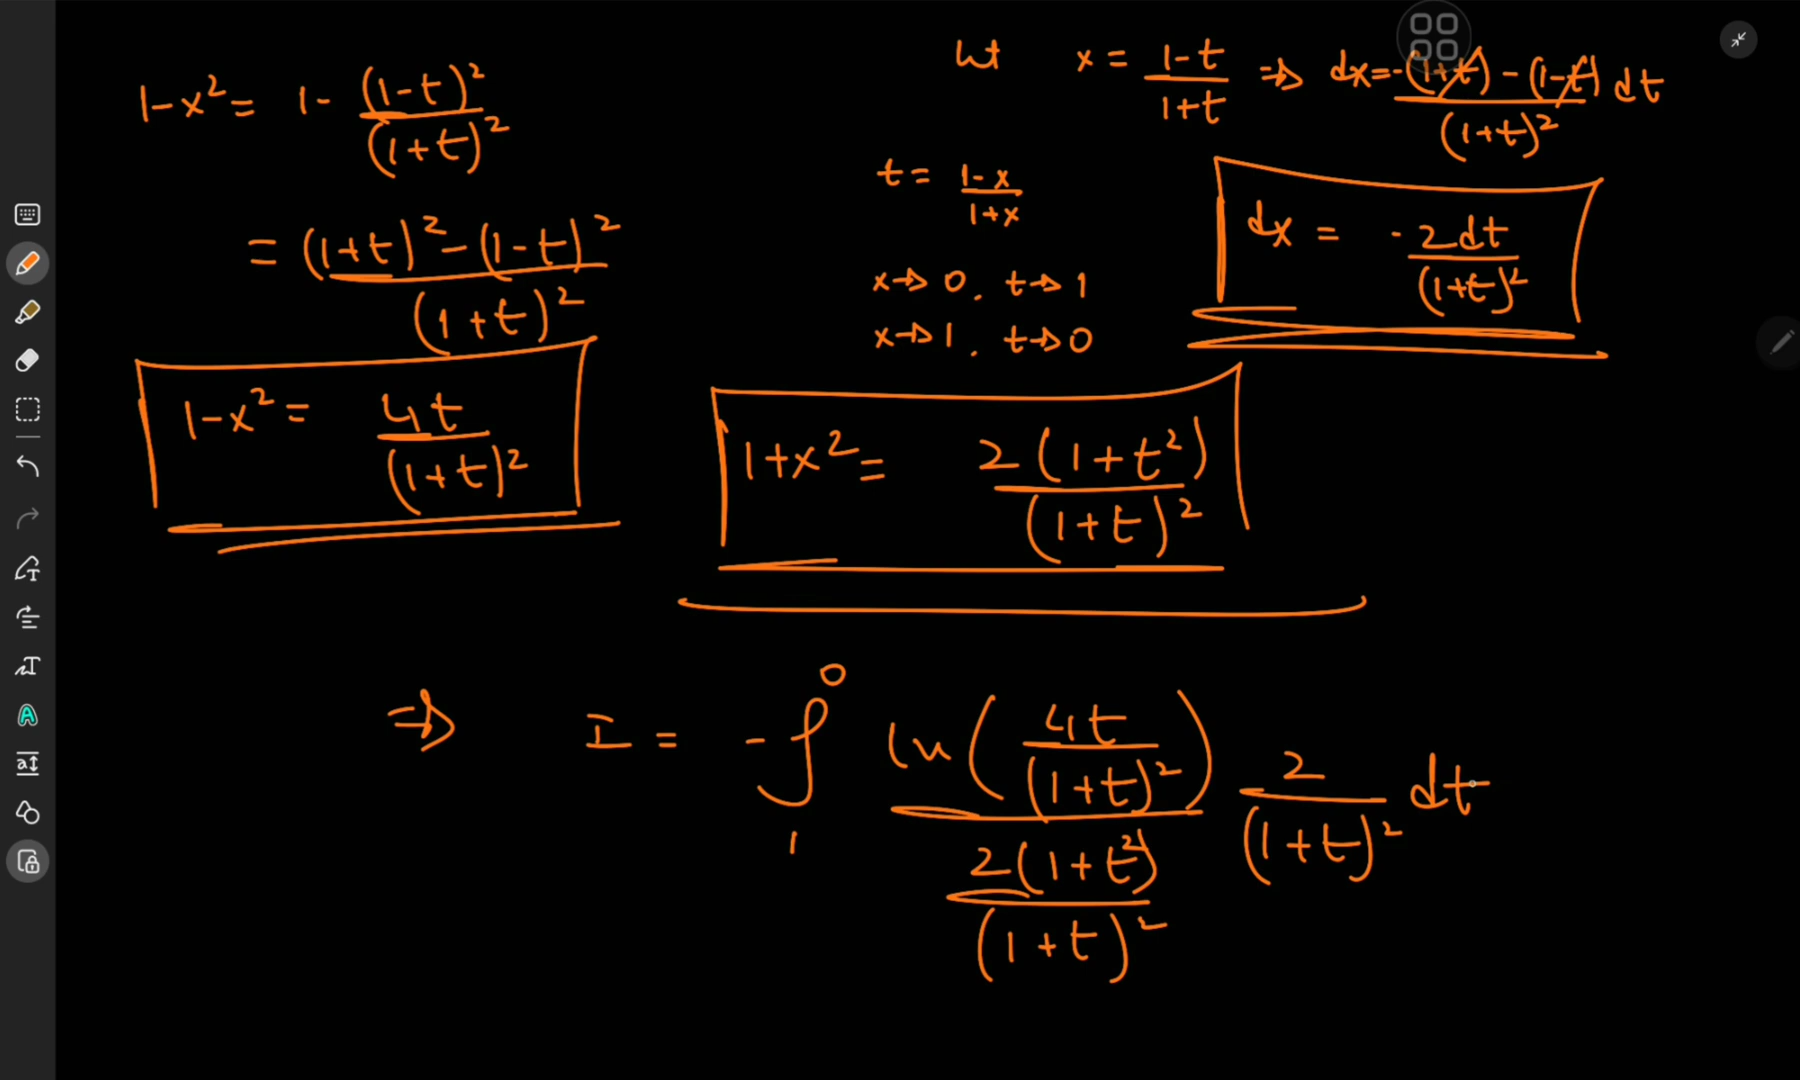 1-x² = 1 - (1-t)²/(1+t)²
= ((1+t)² - (1-t)²)/(1+t)²
1-x² = 4t/(1+t)²
let x = (1-t)/(1+t) ⇒ dx = (-(1+t) - (1-t))/(1+t)² dt
t = (1-x)/(1+x)
x→0, t→1
x→1, t→0
dx = -2dt/(1+t)²
1+x² = 2(1+t²)/(1+t)²
⇒ I = -∫₁⁰ ln(4t/(1+t)²)/(2(1+t²)/(1+t)²) 2/(1+t)² dt